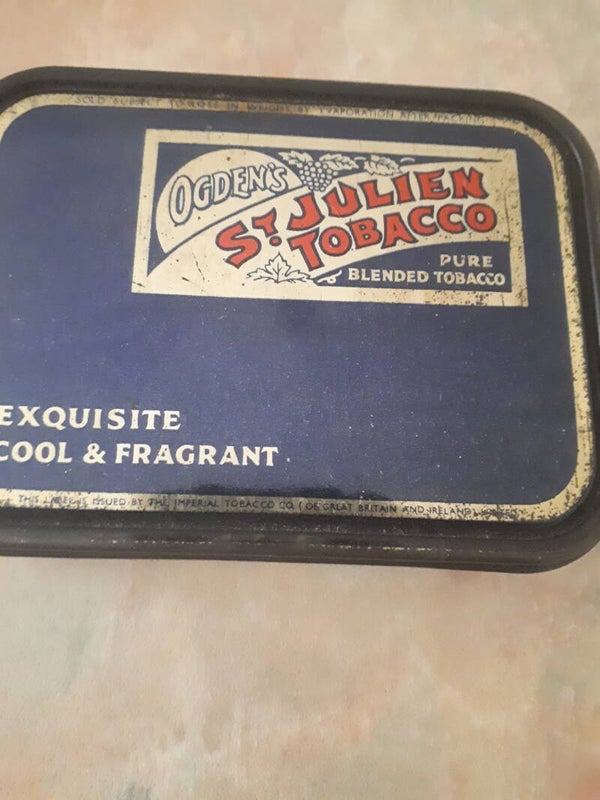 SOLD SUBJECT TO LOSS IN WEIGHT BY EVAPORATION AFTER PACKING
OGDEN'S
ST. JULIEN
TOBACCO
PURE
BLENDED TOBACCO
EXQUISITE
COOL & FRAGRANT
THIS LABEL IS ISSUED BY THE IMPERIAL TOBACCO CO. (OF GREAT BRITAIN AND IRELAND) LIMITED